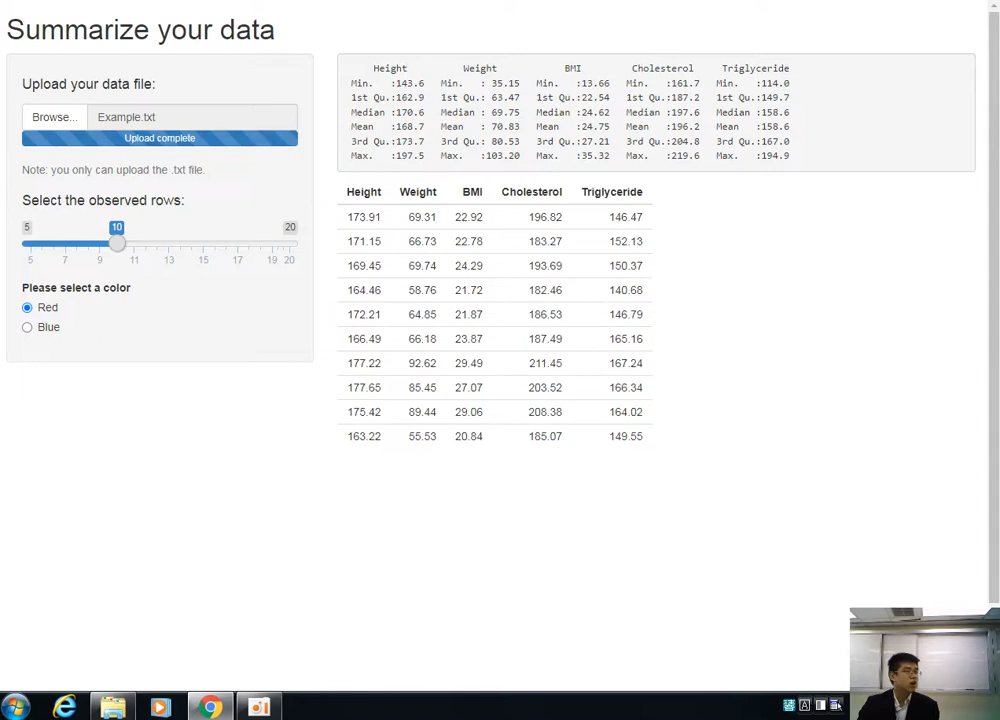 Summarize your data
Upload your data file:
Browse... Example.txt
Upload complete
Note: you only can upload the .txt file.
Select the observed rows:
5 10 20
5 7 9 11 13 15 17 19 20
Please select a color
Red
Blue
Height Weight BMI Cholesterol Triglyceride
Min. :143.6 Min. : 35.15 Min. :13.66 Min. :161.7 Min. :114.0
1st Qu.:162.9 1st Qu.: 63.47 1st Qu.:22.54 1st Qu.:187.2 1st Qu.:149.7
Median :170.6 Median : 69.75 Median :24.62 Median :197.6 Median :158.6
Mean :168.7 Mean : 70.83 Mean :24.75 Mean :196.2 Mean :158.6
3rd Qu.:173.7 3rd Qu.: 80.53 3rd Qu.:27.21 3rd Qu.:204.8 3rd Qu.:167.0
Max. :197.5 Max. :103.20 Max. :35.32 Max. :219.6 Max. :194.9
Height Weight BMI Cholesterol Triglyceride
173.91 69.31 22.92 196.82 146.47
171.15 66.73 22.78 183.27 152.13
169.45 69.74 24.29 193.69 150.37
164.46 58.76 21.72 182.46 140.68
172.21 64.85 21.87 186.53 146.79
166.49 66.18 23.87 187.49 165.16
177.22 92.62 29.49 211.45 167.24
177.65 85.45 27.07 203.52 166.34
175.42 89.44 29.06 208.38 164.02
163.22 55.53 20.84 185.07 149.55
A